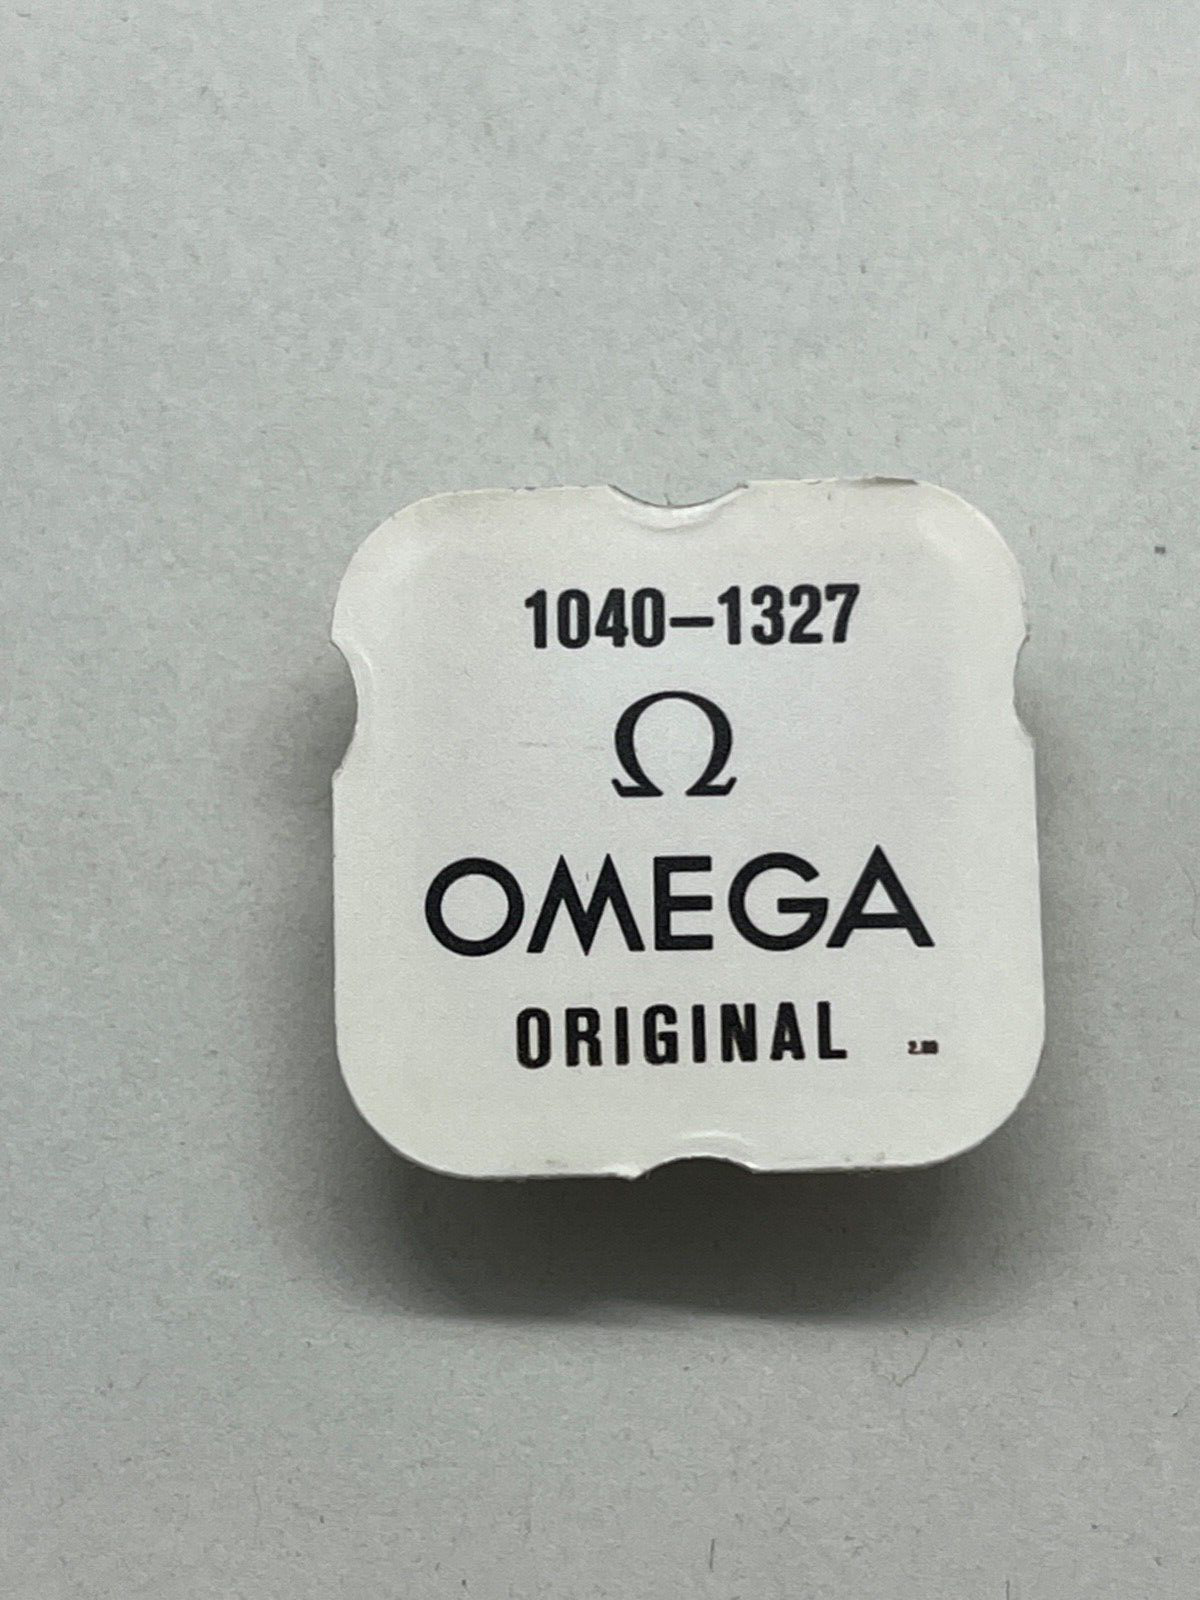 1040–1327
Ω
OMEGA
ORIGINAL